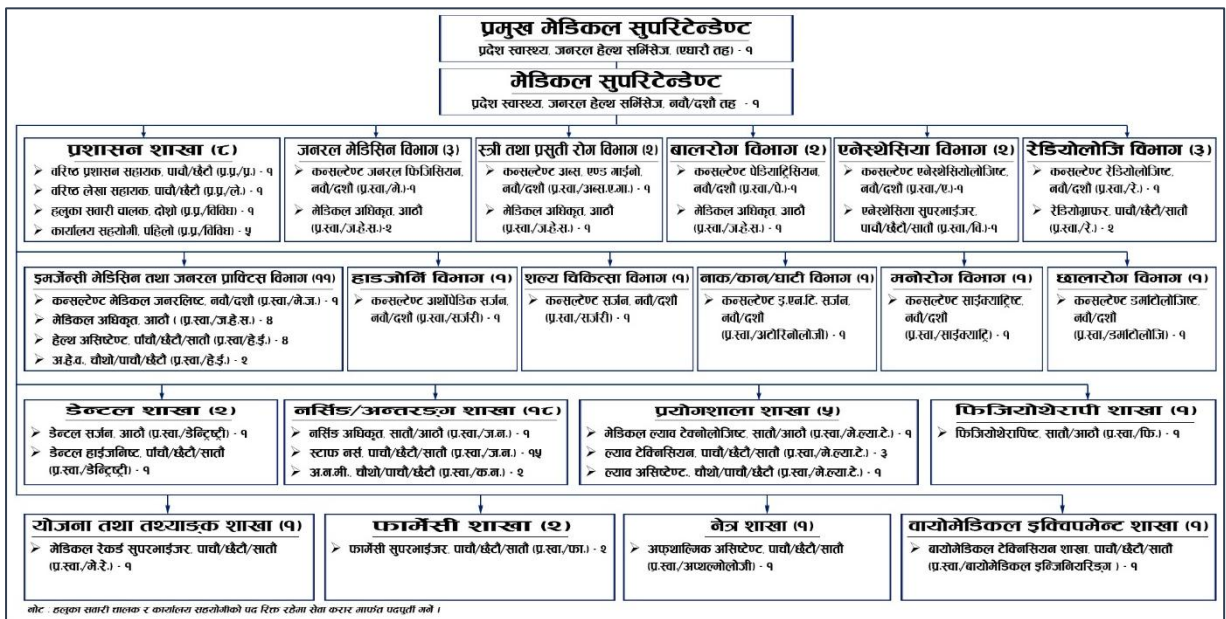 प्रमुख मेडिकल सुपरिटेन्डेण्ट
प्रदेश स्वास्थ्य, जनरल हेल्थ सर्भिसेज, (एघारौ तह) - १
मेडिकल सुपरिटेन्डेण्ट
प्रदेश स्वास्थ्य, जनरल हेल्थ सर्भिसेज, नवौ/दशौ तह - १
प्रशासन शाखा (८)
➢ वरिष्ठ प्रशासन सहायक, पाचौ/छैटौ (प्र.प्र./प्र.) - १
➢ वरिष्ठ लेखा सहायक, पाचौ/छैटौ (प्र.प्र./ले.) - १
➢ हलुका सवारी चालक, दोश्रो (प्र.प्र./विविध) - १
➢ कार्यालय सहयोगी, पहिलो (प्र.प्र./विविध) - ५
जनरल मेडिसिन विभाग (३)
➢ कन्सल्टेण्ट जनरल फिजिसियन,
नवौ/दशौ (प्र.स्वा/मे.)-१
➢ मेडिकल अधिकृत, आठौ
(प्र.स्वा/ज.हे.स.)-२
स्त्री तथा प्रसुती रोग विभाग (२)
➢ कन्सल्टेण्ट अब्स. एण्ड गाईनो,
नवौ/दशौ (प्र.स्वा/अब्स.ए.गा.) - १
➢ मेडिकल अधिकृत, आठौ
(प्र.स्वा./ज.हे.स.) - १
बालरोग विभाग (२)
➢ कन्सल्टेण्ट पेडियाट्रिसियन,
नवौ/दशौ (प्र.स्वा/पे.)-१
➢ मेडिकल अधिकृत, आठौ
(प्र.स्वा./ज.हे.स.) - १
एनेस्थेसिया विभाग (२)
➢ कन्सल्टेण्ट एनेस्थेसियोलोजिष्ट,
नवौ/दशौ (प्र.स्वा/ए.)-१
➢ एनेस्थेसिया सुपरभाईजर,
पाचौ/छैटौ/सातौ (प्र.स्वा/वि.)-१
रेडियोलोजि विभाग (३)
➢ कन्सल्टेण्ट रेडियोलोजिष्ट,
नवौ/दशौ (प्र.स्वा/रे.) - १
➢ रेडियोग्राफर, पाचौ/छैटौ/सातौ
(प्र.स्वा./रे.) - २
इमर्जेन्सी मेडिसिन तथा जनरल प्राक्टिस विभाग (११)
➢ कन्सल्टेण्ट मेडिकल जनरलिष्ट, नवौ/दशौ (प्र.स्वा./मे.ज.) - १
➢ मेडिकल अधिकृत, आठौ ( (प्र.स्वा./ज.हे.स.) - ४
➢ हेल्थ असिष्टेण्ट, पाँचौ/छैटौ/सातौ (प्र.स्वा./हे.ई.) - ४
➢ अ.हे.व., चौथो/पाचौ/छैटौ (प्र.स्वा./हे.ई.) - २
हाडजोर्नि विभाग (१)
➢ कन्सल्टेण्ट अर्थोपेडिक सर्जन,
नवौ/दशौ (प्र.स्वा./सर्जरी) - १
शल्य चिकित्सा विभाग (१)
➢ कन्सल्टेण्ट सर्जन, नवौ/दशौ
(प्र.स्वा./सर्जरी) - १
नाक/कान/घाटी विभाग (१)
➢ कन्सल्टेण्ट इ.एन.टि. सर्जन,
नवौ/दशौ
(प्र.स्वा./अटोरिनोलोजी) - १
मनोरोग विभाग (१)
➢ कन्सल्टेण्ट साईक्याट्रिष्ट,
नवौ/दशौ
(प्र.स्वा./साईक्याट्रि) - १
छालारोग विभाग (१)
➢ कन्सल्टेण्ट डर्माटोलोजिष्ट,
नवौ/दशौ
(प्र.स्वा./डर्माटोलोजि) - १
डेन्टल शाखा (२)
➢ डेन्टल सर्जन, आठौ (प्र.स्वा./डेन्ट्रिष्ट्री) - १
➢ डेन्टल हाईजनिष्ट, पाँचौ/छैटौ/सातौ
(प्र.स्वा./डेन्ट्रिष्ट्री) - १
नर्सिङ/अन्तरङ्ग शाखा (१८)
➢ नर्सिङ अधिकृत, सातौ/आठौ (प्र.स्वा./ज.न.) - १
➢ स्टाफ नर्स, पाचौ/छैटौ/सातौ (प्र.स्वा./ज.न.) - १५
➢ अ.न.मी., चौथो/पाचौ/छैटौ (प्र.स्वा./क.न.) - २
प्रयोगशाला शाखा (५)
➢ मेडिकल ल्याव टेक्नोलोजिष्ट, सातौ/आठौ (प्र.स्वा./मे.ल्या.टे.) - १
➢ ल्याव टेक्निसियन, पाचौ/छैटौ/सातौ (प्र.स्वा./मे.ल्या.टे.) - ३
➢ ल्याव असिष्टेण्ट., चौथो/पाचौ/छैटौ (प्र.स्वा./मे.ल्या.टे.) - १
फिजियोथेरापी शाखा (१)
➢ फिजियोथेरापिष्ट, सातौ/आठौ (प्र.स्वा./फि.) - १
योजना तथा तथ्याङ्क शाखा (१)
➢ मेडिकल रेकर्ड सुपरभाईजर, पाचौ/छैटौ/सातौ
(प्र.स्वा./मे.रे.) - १
फार्मेसी शाखा (२)
➢ फार्मेसी सुपरभाईजर, पाचौ/छैटौ/सातौ (प्र.स्वा./फा.) - २
नेत्र शाखा (१)
➢ अफ्थाल्मिक असिष्टेण्ट, पाचौ/छैटौ/सातौ
(प्र.स्वा./अप्थल्मोलोजी) - १
वायोमेडिकल इक्विपमेन्ट शाखा (१)
➢ बायोमेडिकल टेक्निसियन शाखा, पाचौ/छैटौ/सातौ
(प्र.स्वा./बायोमेडिकल इन्जिनियरिङ्ग ) - १
नोट : हलुका सवारी चालक र कार्यालय सहयोगीको पद रिक्त रहेमा सेवा करार मार्फत पदपूर्ती गर्ने ।